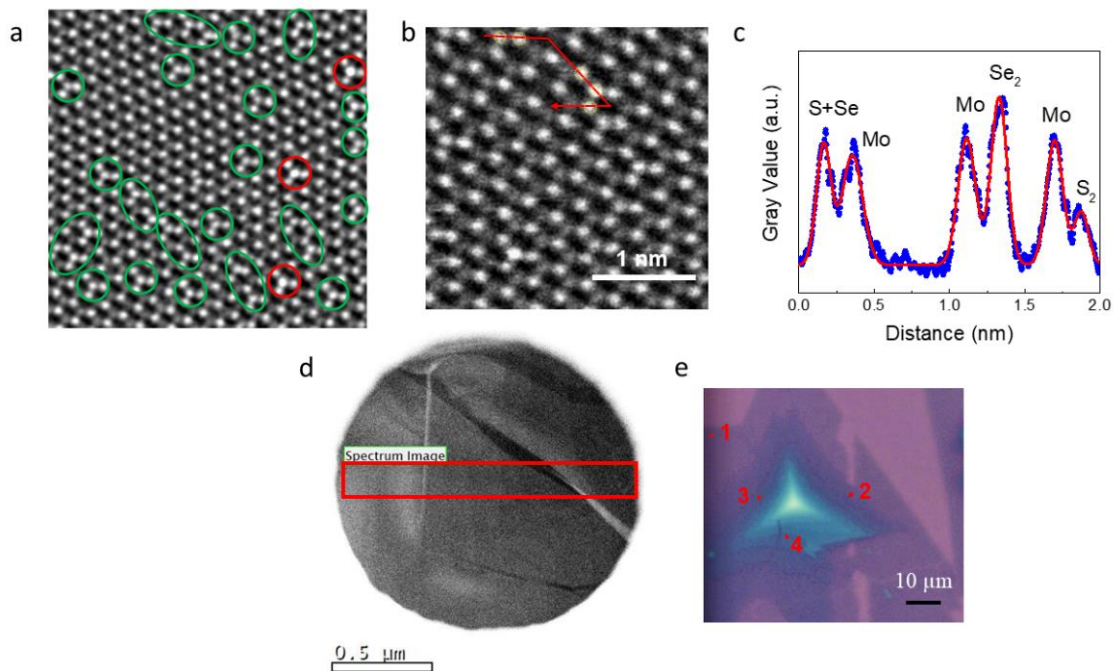 a
b
1 nm
c
Gray Value (a.u.)
S+Se
Mo
Mo
Se₂
Mo
S₂
0.0 0.5 1.0 1.5 2.0
Distance (nm)
d
Spectrum Image
0.5 μm
e
1
2
3
4
10 μm